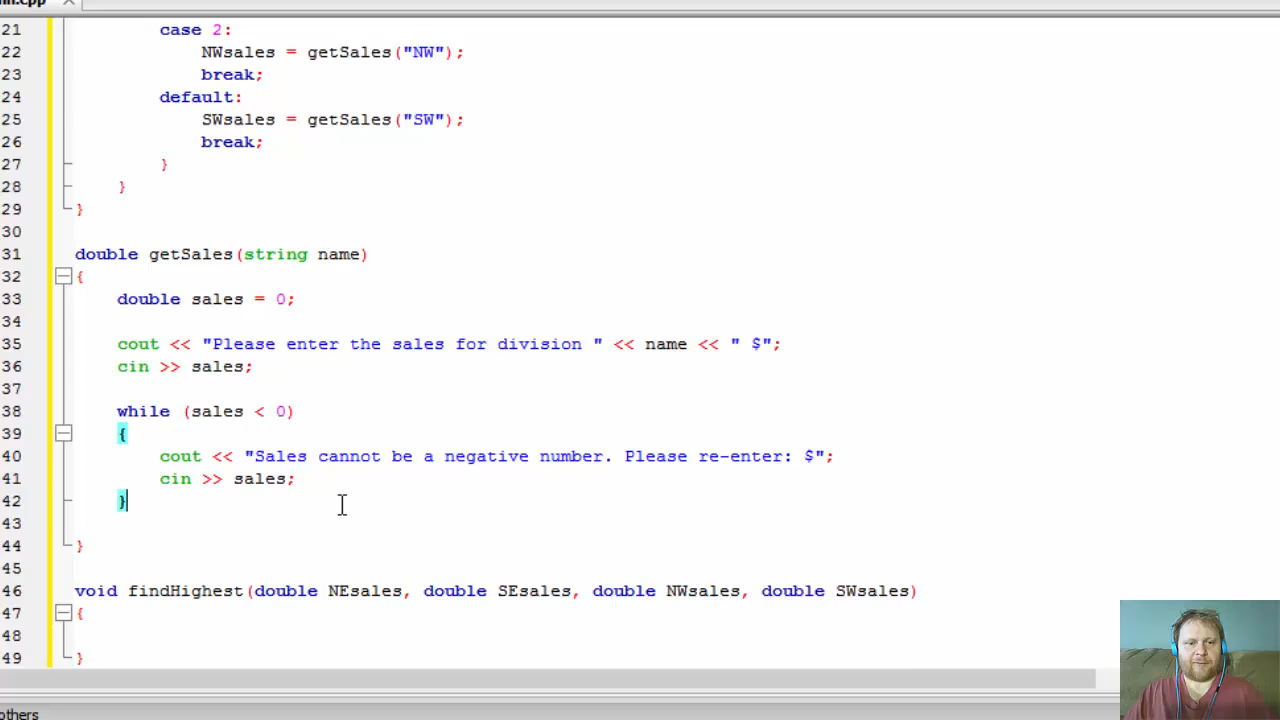 nn.cpp
21 case 2:
22 NWsales = getSales("NW");
23 break;
24 default:
25 SWsales = getSales("SW");
26 break;
27 }
28 }
29 }
30
31 double getSales(string name)
32 {
33 double sales = 0;
34
35 cout << "Please enter the sales for division " << name << " $";
36 cin >> sales;
37
38 while (sales < 0)
39 {
40 cout << "Sales cannot be a negative number. Please re-enter: $";
41 cin >> sales;
42 }
43
44 }
45
46 void findHighest(double NEsales, double SEsales, double NWsales, double SWsales)
47 {
48
49 }
others